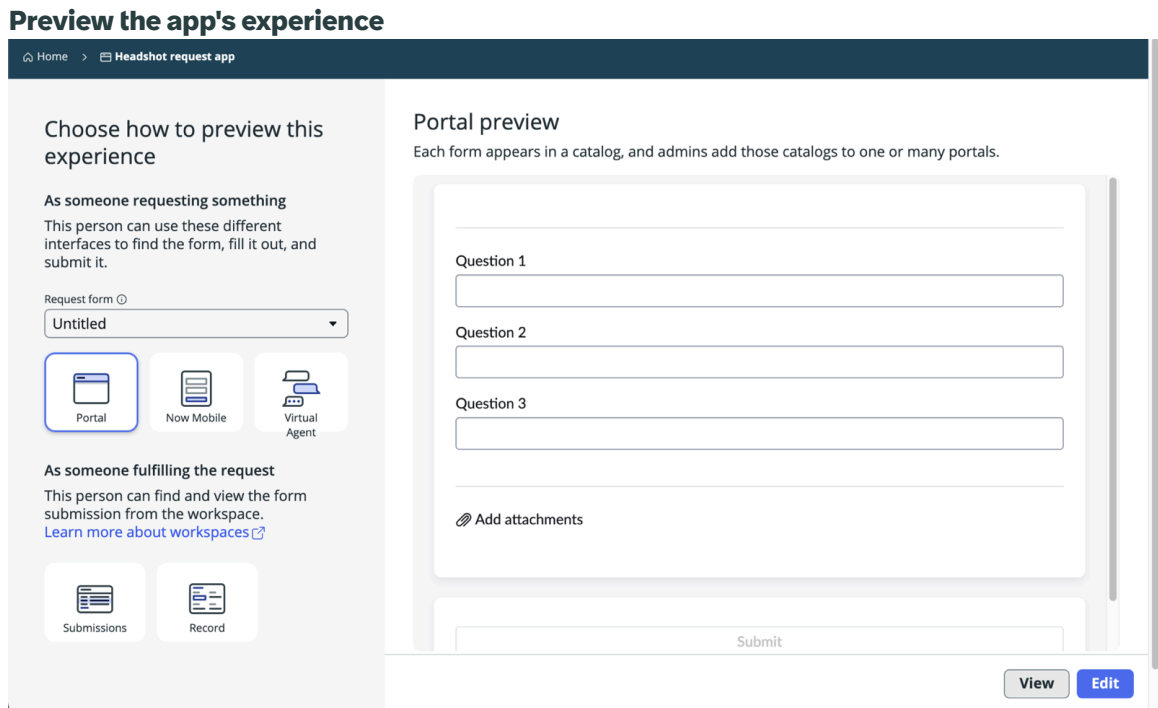 Preview the app's experience
Home > Headshot request app
Choose how to preview this
experience
As someone requesting something
This person can use these different
interfaces to find the form, fill it out, and
submit it.
Request form
Untitled
Portal
Now Mobile
Virtual
Agent
As someone fulfilling the request
This person can find and view the form
submission from the workspace.
Learn more about workspaces
Submissions
Record
Portal preview
Each form appears in a catalog, and admins add those catalogs to one or many portals.
Question 1
Question 2
Question 3
Add attachments
Submit
View
Edit